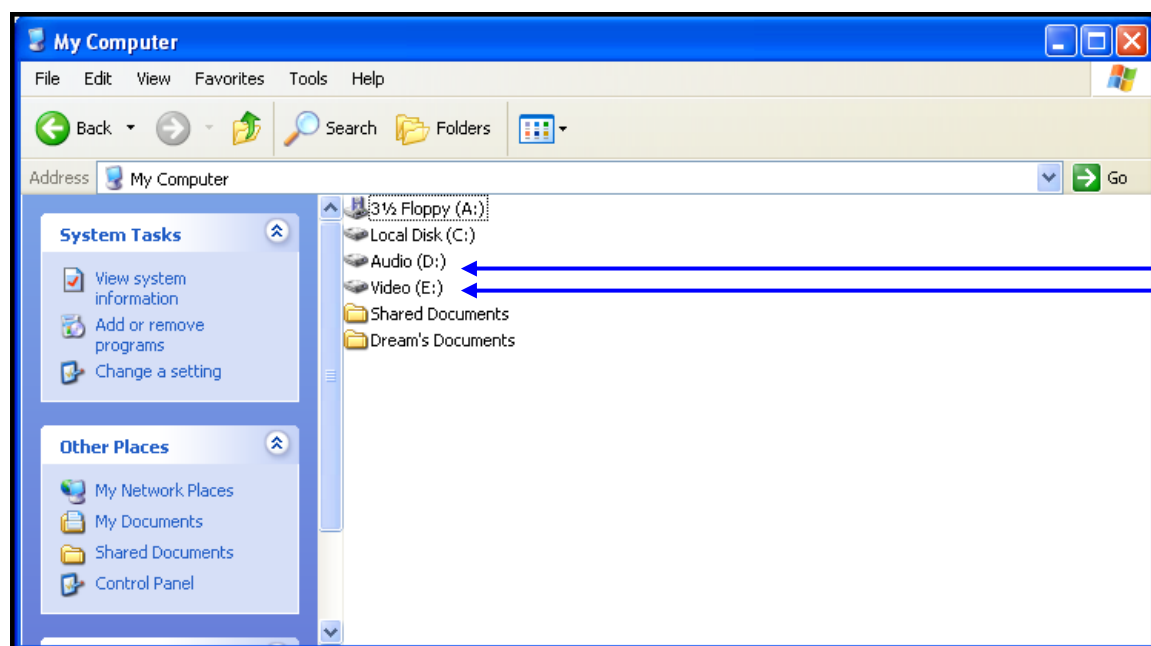 My Computer
File Edit View Favorites Tools Help
Back Search Folders
Address My Computer Go
System Tasks
View system
information
Add or remove
programs
Change a setting
Other Places
My Network Places
My Documents
Shared Documents
Control Panel
3½ Floppy (A:)
Local Disk (C:)
Audio (D:)
Video (E:)
Shared Documents
Dream's Documents